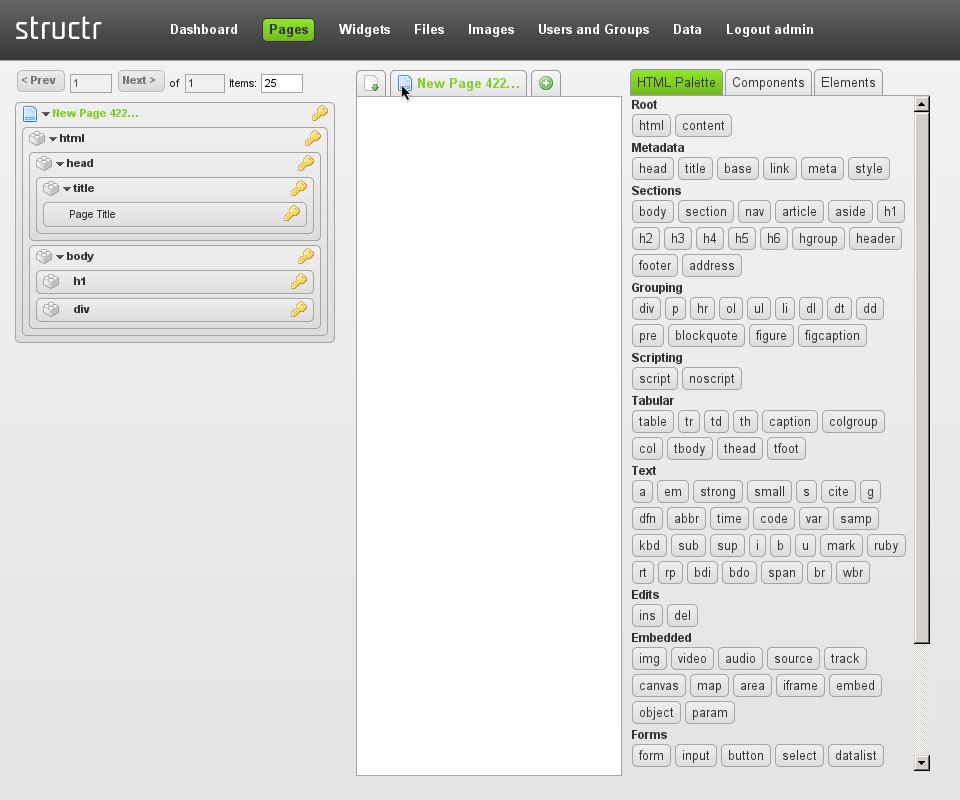 structr Dashboard Pages Widgets Files Images Users and Groups Data Logout admin
< Prev 1 Next > of 1 Items: 25
New Page 422...
html
head
title
Page Title
body
h1
div
New Page 422...
HTML Palette Components Elements
Root
html content
Metadata
head title base link meta style
Sections
body section nav article aside h1
h2 h3 h4 h5 h6 hgroup header
footer address
Grouping
div p hr ol ul li dl dt dd
pre blockquote figure figcaption
Scripting
script noscript
Tabular
table tr td th caption colgroup
col tbody thead tfoot
Text
a em strong small s cite g
dfn abbr time code var samp
kbd sub sup i b u mark ruby
rt rp bdi bdo span br wbr
Edits
ins del
Embedded
img video audio source track
canvas map area iframe embed
object param
Forms
form input button select datalist